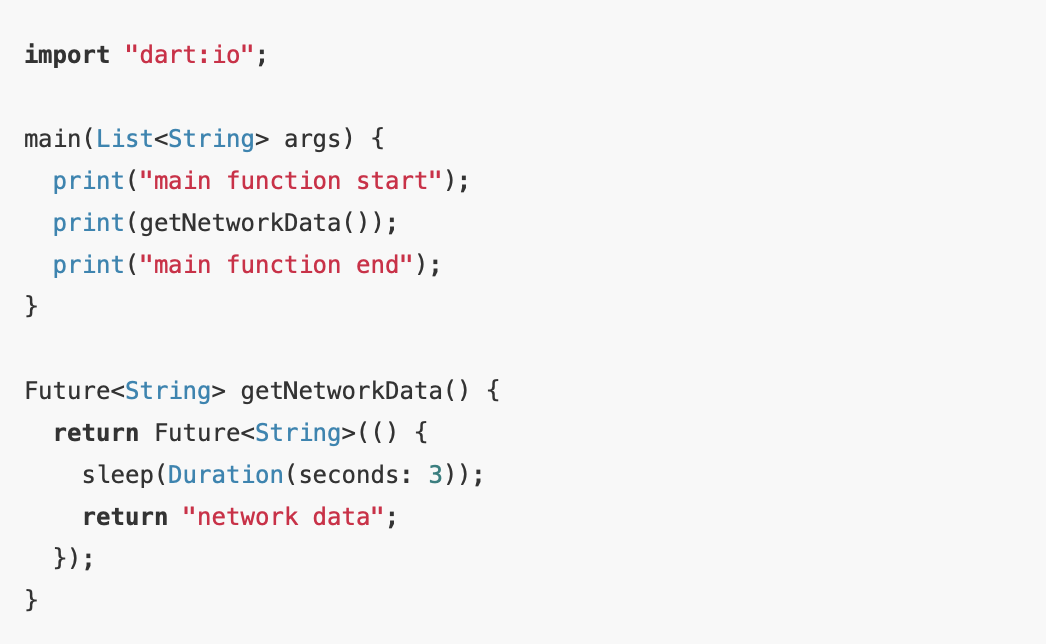 import "dart:io";

main(List<String> args) {
  print("main function start");
  print(getNetworkData());
  print("main function end");
}

Future<String> getNetworkData() {
  return Future<String>(() {
    sleep(Duration(seconds: 3));
    return "network data";
  });
}